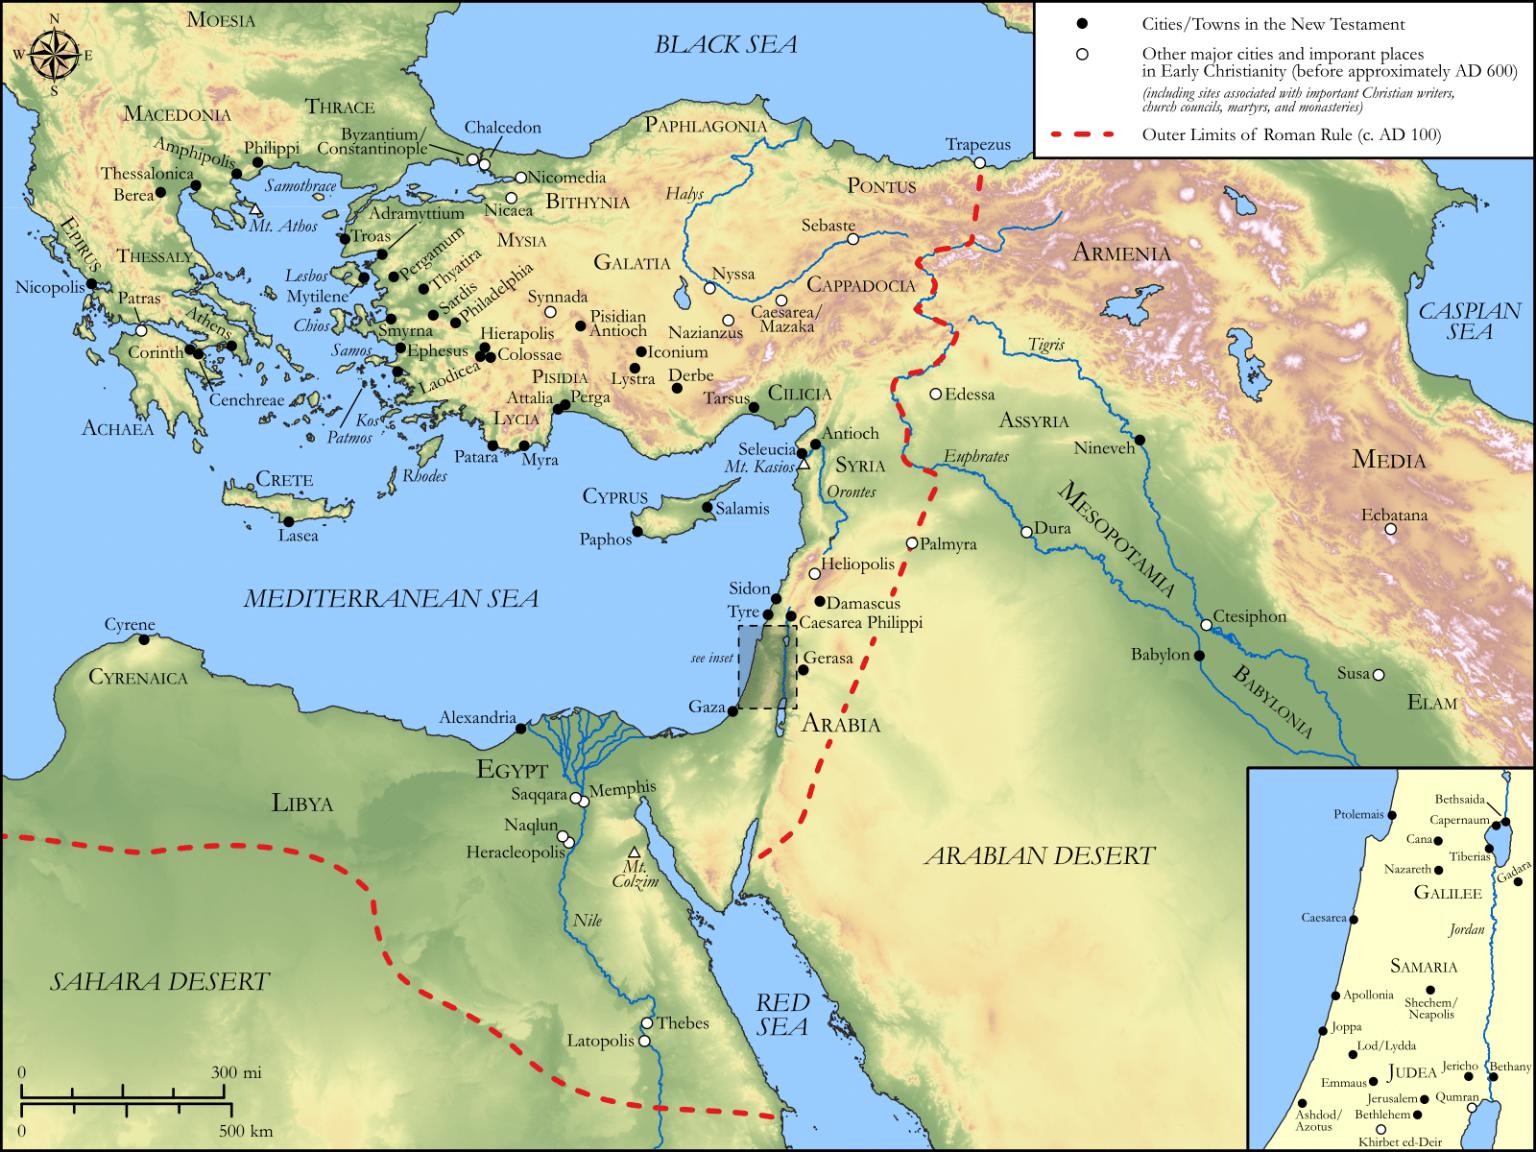 N
W
E
S
MOESIA
BLACK SEA
Cities/Towns in the New Testament
Other major cities and imporant places
in Early Christianity (before approximately AD 600)
(including sites associated with important Christian writers,
church councils, martyrs, and monasteries)
Outer Limits of Roman Rule (c. AD 100)
MACEDONIA
THRACE
Byzantium/
Constantinople
Chalcedon
PAPHLAGONIA
Trapezus
Amphipolis
Philippi
Thessalonica
Berea
Samothrace
Mt. Athos
Nicomedia
Nicaea
BITHYNIA
Halys
PONTUS
Adramyttium
Troas
MYSIA
Sebaste
ARMENIA
EPIRUS
THESSALY
Lesbos
Mytilene
Pergamum
Thyatira
Sardis
Philadelphia
GALATIA
Nyssa
CAPPADOCIA
CASPIAN
SEA
Nicopolis
Patras
Athens
Chios
Smyrna
Synnada
Pisidian
Antioch
Nazianzus
Caesarea/
Mazaka
Hierapolis
Corinth
Samos
Ephesus
Colossae
Laodicea
Iconium
Lystra
Derbe
Tigris
Cenchreae
Kos
Patmos
PISIDIA
Attalia
Perga
Tarsus
CILICIA
Edessa
ASSYRIA
ACHAEA
LYCIA
Patara
Myra
Rhodes
Seleucia
Mt. Kasios
Antioch
SYRIA
Orontes
Euphrates
Nineveh
MEDIA
CRETE
Lasea
CYPRUS
Salamis
Paphos
MESOPOTAMIA
Dura
Ecbatana
Palmyra
Heliopolis
MEDITERRANEAN SEA
Sidon
Tyre
Damascus
Caesarea Philippi
Cyrene
CYRENAICA
see inset
Gerasa
Ctesiphon
Babylon
BABYLONIA
Susa
ELAM
Gaza
ARABIA
Alexandria
EGYPT
LIBYA
Saqqara
Memphis
Naqlun
Heracleopolis
Mt.
Colzim
ARABIAN DESERT
Nile
SAHARA DESERT
RED
SEA
Thebes
Latopolis
0
300 mi
0
500 km
Ptolemais
Bethsaida
Capernaum
Cana
Tiberias
Nazareth
Gadara
GALILEE
Caesarea
Jordan
SAMARIA
Apollonia
Shechem/
Neapolis
Joppa
Lod/Lydda
JUDEA
Jericho
Bethany
Emmaus
Jerusalem
Qumran
Ashdod/
Azotus
Bethlehem
Khirbet ed-Deir